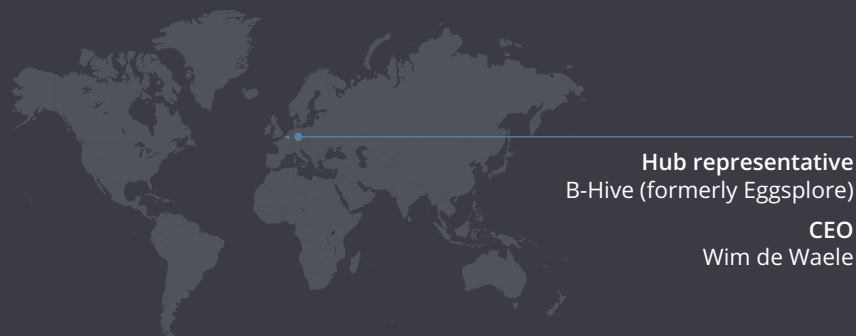 Hub representative
B-Hive (formerly Eggsplore)
CEO
Wim de Waele